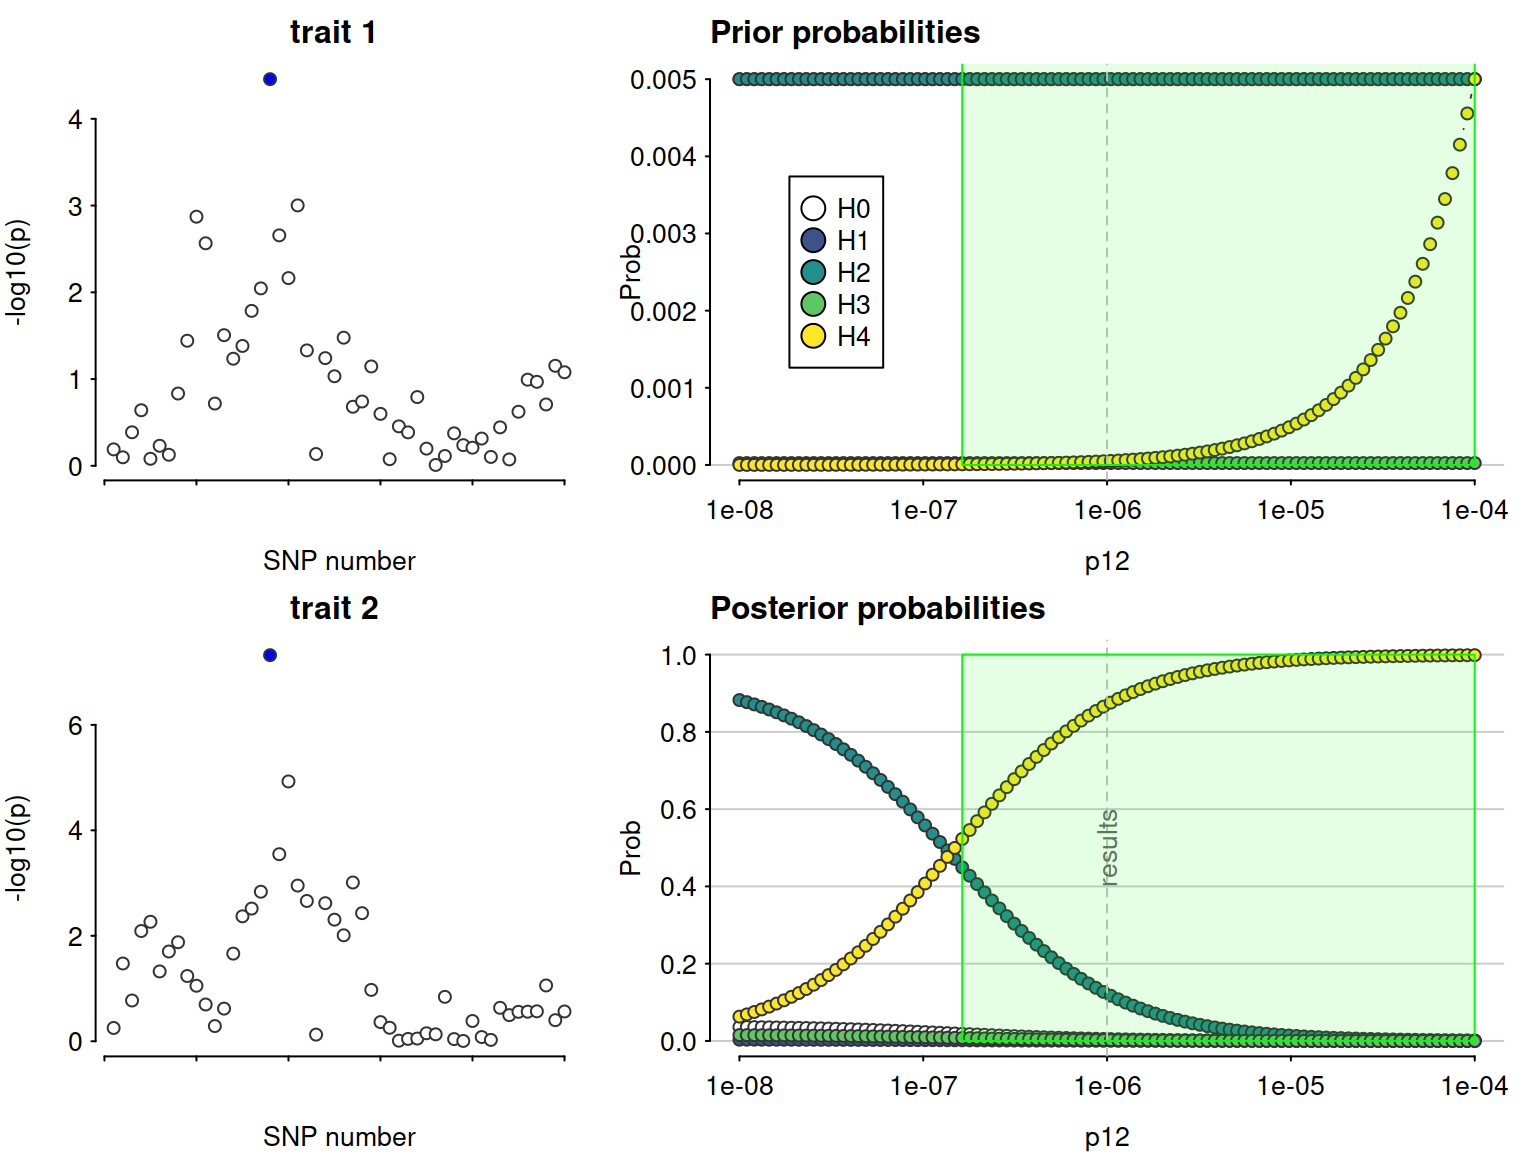 trait 1
-log10(p)
4
3
2
1
0
SNP number
Prior probabilities
Prob
0.005
0.004
0.003
0.002
0.001
0.000
H0
H1
H2
H3
H4
1e-08 1e-07 1e-06 1e-05 1e-04
p12
trait 2
-log10(p)
6
4
2
0
SNP number
Posterior probabilities
Prob
1.0
0.8
0.6
0.4
0.2
0.0
results
1e-08 1e-07 1e-06 1e-05 1e-04
p12